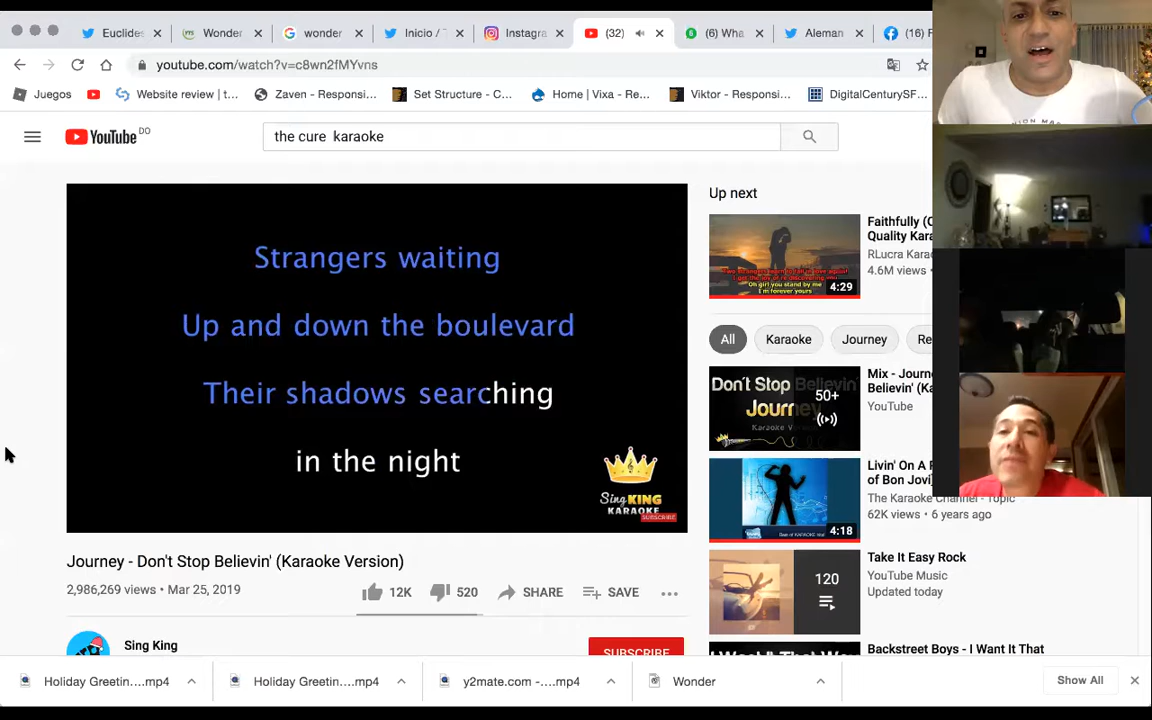 Euclides
Wonder
wonder
Inicio / 
Instagra
(32)
(6) Wha
Aleman
(16) F
youtube.com/watch?v=c8wn2fMYvns
Juegos
Website review | t...
Zaven - Responsi...
Set Structure - C...
Home | Vixa - Re...
Viktor - Responsi...
DigitalCenturySF...
YouTube DO
the cure karaoke
Strangers waiting
Up and down the boulevard
Their shadows searching
in the night
Sing KING
KARAOKE
SUBSCRIBE
Journey - Don't Stop Believin' (Karaoke Version)
2,986,269 views • Mar 25, 2019
12K
520
SHARE
SAVE
Sing King
SUBSCRIBE
Up next
4:29
Faithfully (
Quality Kara
RLucra Karao
4.6M views •
All
Karaoke
Journey
Re
Don't Stop Believin'
Journey
50+
Mix - Journe
Believin' (Ka
YouTube
4:18
Livin' On A P
of Bon Jovi
The Karaoke Channel - Topic
62K views • 6 years ago
120
Take It Easy Rock
YouTube Music
Updated today
Backstreet Boys - I Want It That
Holiday Greetin....mp4
Holiday Greetin....mp4
y2mate.com -....mp4
Wonder
Show All